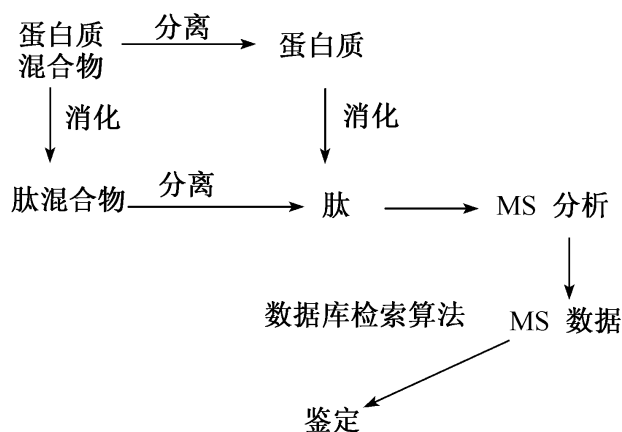 蛋白质
混合物
分离
蛋白质
消化
消化
肽混合物
分离
肽
MS 分析
数据库检索算法
MS 数据
鉴定